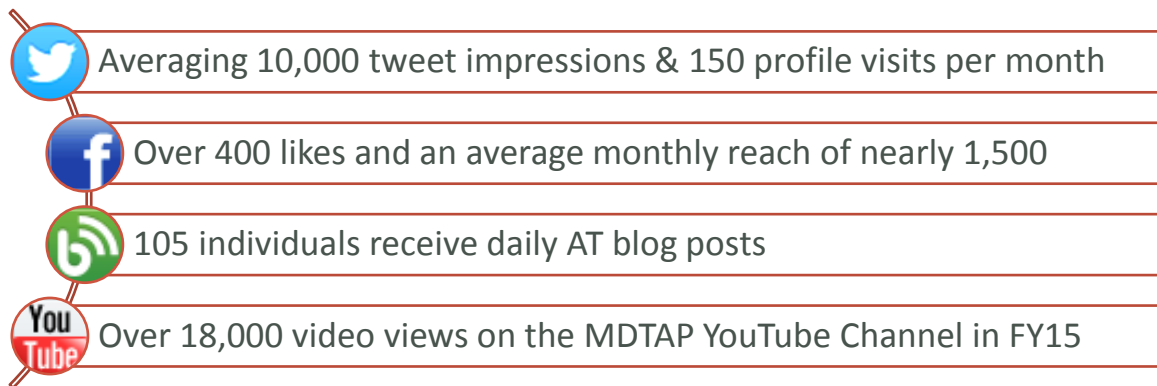 Averaging 10,000 tweet impressions & 150 profile visits per month
f
Over 400 likes and an average monthly reach of nearly 1,500
b
105 individuals receive daily AT blog posts
You
Tube
Over 18,000 video views on the MDTAP YouTube Channel in FY15